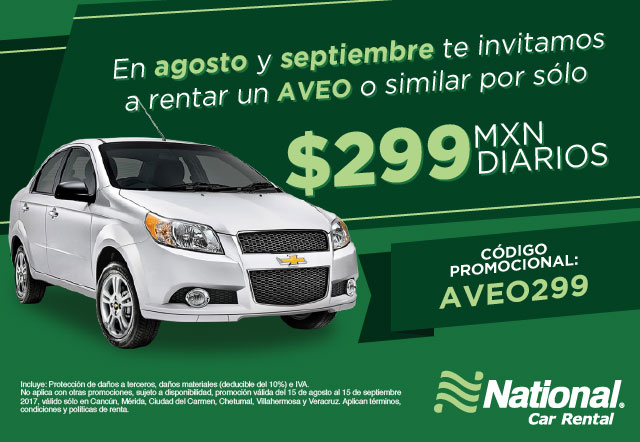 En agosto y septiembre te invitamos
a rentar un AVEO o similar por sólo
$299 MXN
DIARIOS
CÓDIGO
PROMOCIONAL:
AVEO299
Incluye: Protección de daños a terceros, daños materiales (deducible del 10%) e IVA.
No aplica con otras promociones, sujeto a disponibilidad, promoción válida del 15 de agosto al 15 de septiembre
2017, válido sólo en Cancún, Mérida, Ciudad del Carmen, Chetumal, Villahermosa y Veracruz. Aplican términos,
condiciones y políticas de renta.
National®
Car Rental